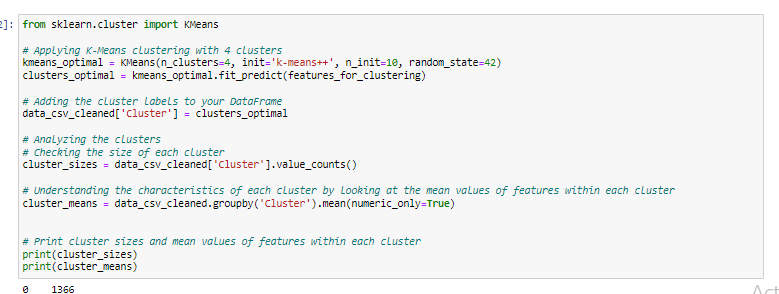 2]: from sklearn.cluster import KMeans
# Applying K-Means clustering with 4 clusters
kmeans_optimal = KMeans(n_clusters=4, init='k-means++', n_init=10, random_state=42)
clusters_optimal = kmeans_optimal.fit_predict(features_for_clustering)
# Adding the cluster labels to your DataFrame
data_csv_cleaned['Cluster'] = clusters_optimal
# Analyzing the clusters
# Checking the size of each cluster
cluster_sizes = data_csv_cleaned['Cluster'].value_counts()
# Understanding the characteristics of each cluster by looking at the mean values of features within each cluster
cluster_means = data_csv_cleaned.groupby('Cluster').mean(numeric_only=True)
# Print cluster sizes and mean values of features within each cluster
print(cluster_sizes)
print(cluster_means)
0 1366
Act